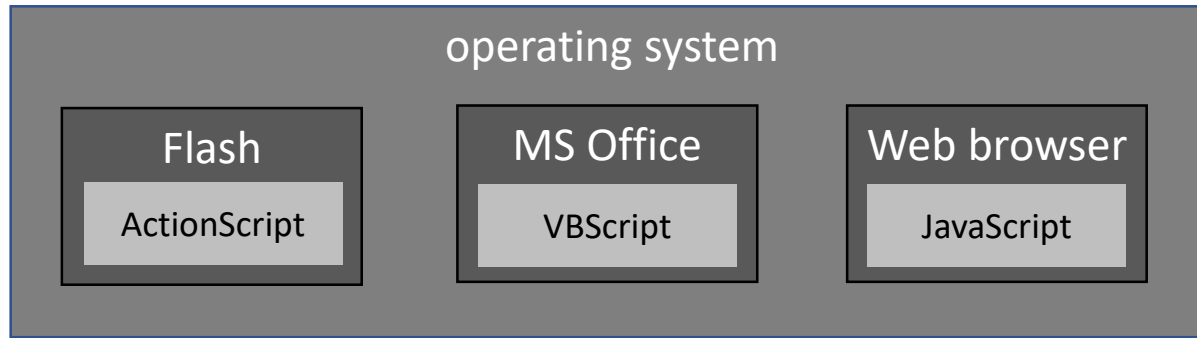 operating system
Flash
MS Office
Web browser
ActionScript
VBScript
JavaScript